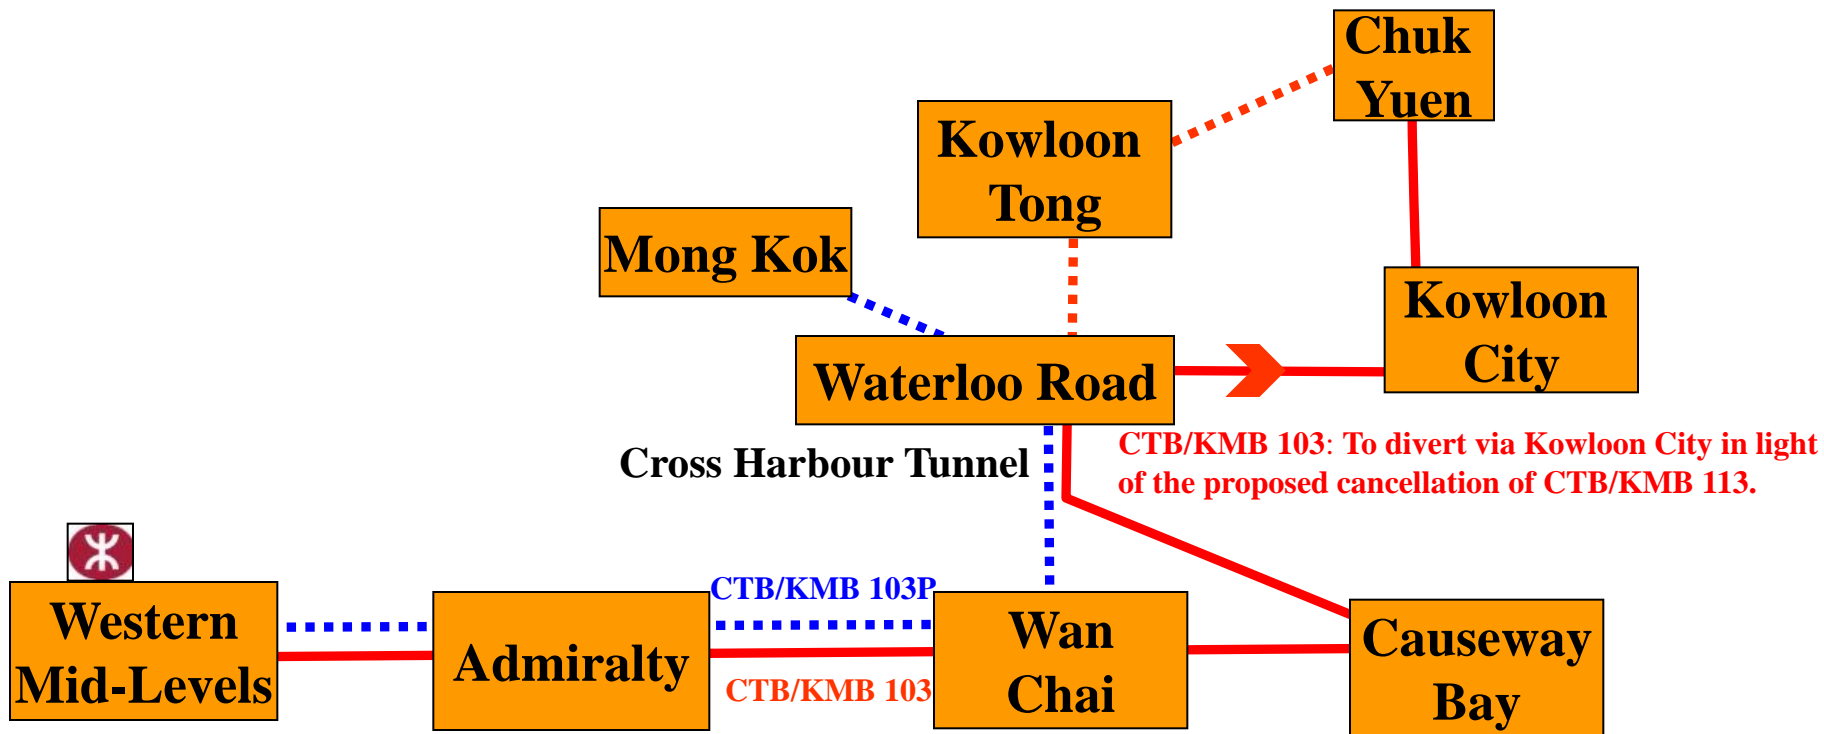 Chuk
Yuen
Kowloon
Tong
Mong Kok
Kowloon
City
Waterloo Road
CTB/KMB 103: To divert via Kowloon City in light
of the proposed cancellation of CTB/KMB 113.
Cross Harbour Tunnel
Western
Mid-Levels
CTB/KMB 103P
Admiralty
CTB/KMB 103
Wan
Chai
Causeway
Bay